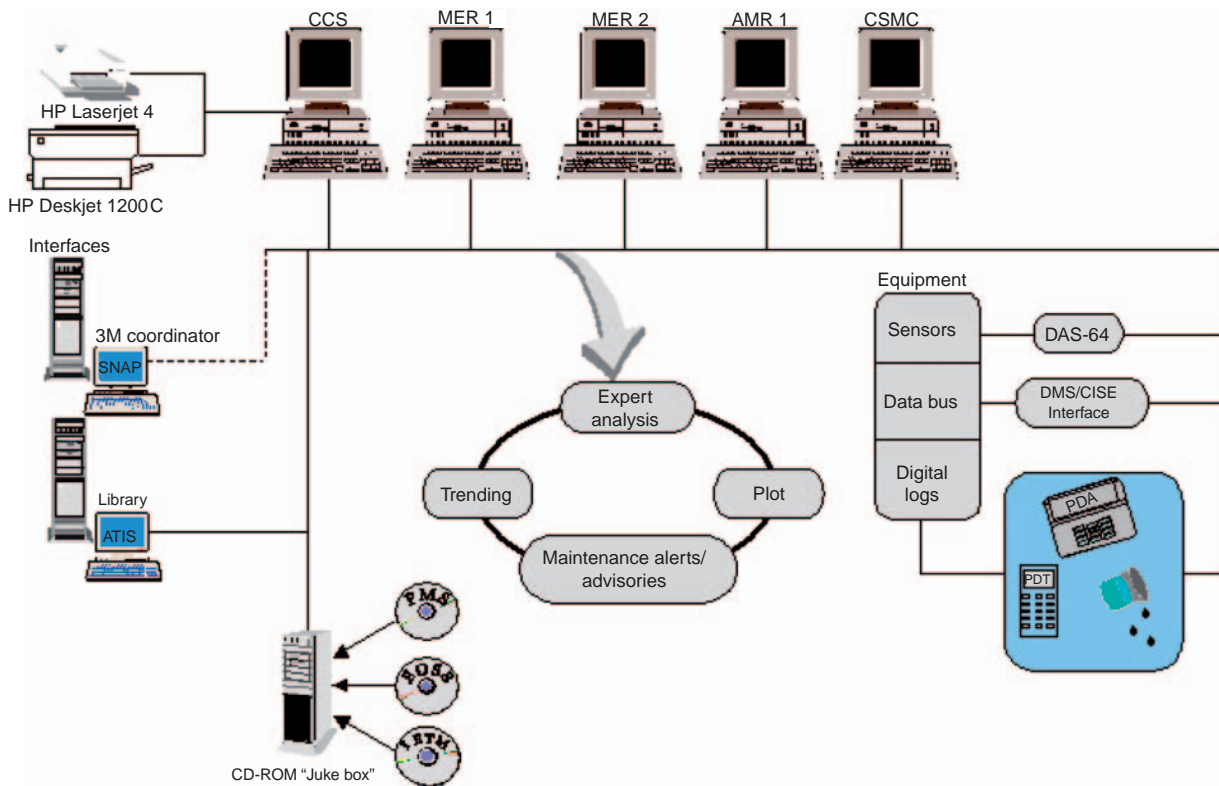 CCS
MER 1
MER 2
AMR 1
CSMC
HP Laserjet 4
HP Deskjet 1200C
Interfaces
3M coordinator
SNAP
Library
ATIS
Expert
analysis
Trending
Plot
Maintenance alerts/
advisories
Equipment
Sensors
DAS-64
Data bus
DMS/CISE
Interface
Digital
logs
PDA
PDT
PMS
EOSS
IETM
CD-ROM “Juke box”